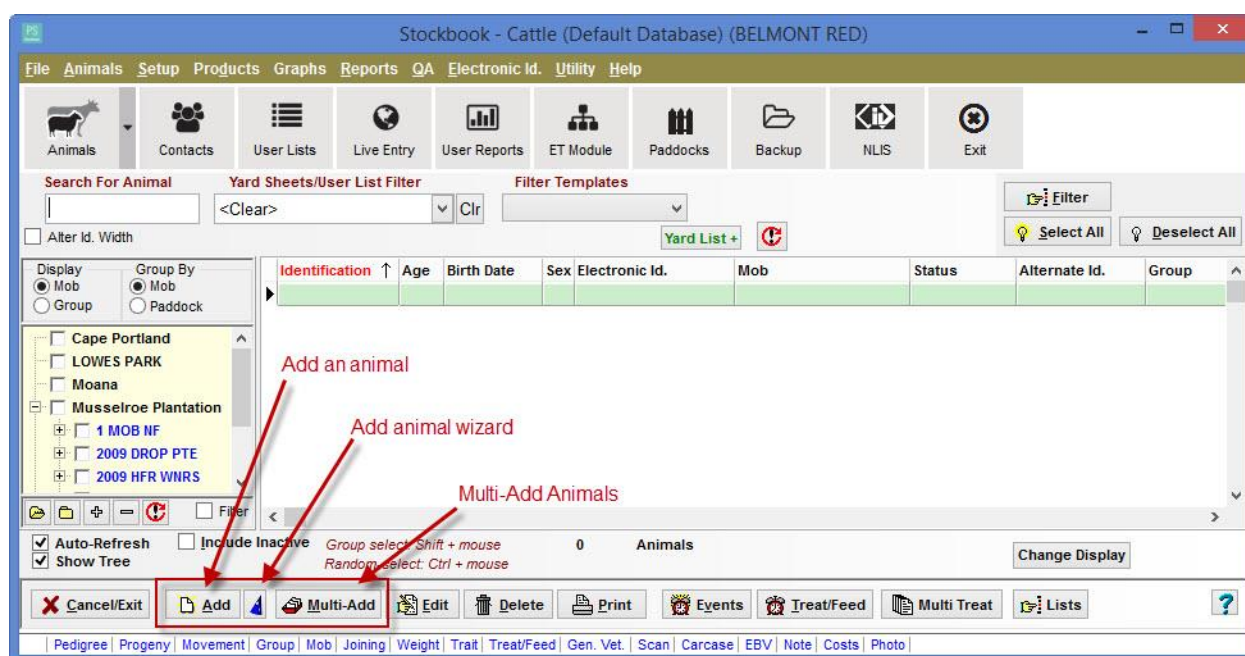 PS
Stockbook - Cattle (Default Database) (BELMONT RED)
File Animals Setup Products Graphs Reports QA Electronic Id. Utility Help
Animals Contacts User Lists Live Entry User Reports ET Module Paddocks Backup NLIS Exit
Search For Animal Yard Sheets/User List Filter Filter Templates
<Clear> Clr Filter
Alter Id. Width Yard List + Select All Deselect All
Display Group By
Mob Mob
Group Paddock
Identification ↑ Age Birth Date Sex Electronic Id. Mob Status Alternate Id. Group
Cape Portland
LOWES PARK
Moana
Musselroe Plantation
1 MOB NF
2009 DROP PTE
2009 HFR WNRS
Add an animal
Add animal wizard
Multi-Add Animals
Filter
Auto-Refresh Include Inactive Group select: Shift + mouse 0 Animals Change Display
Show Tree Random select: Ctrl + mouse
Cancel/Exit Add Multi-Add Edit Delete Print Events Treat/Feed Multi Treat Lists ?
Pedigree Progeny Movement Group Mob Joining Weight Trait Treat/Feed Gen. Vet. Scan Carcase EBV Note Costs Photo